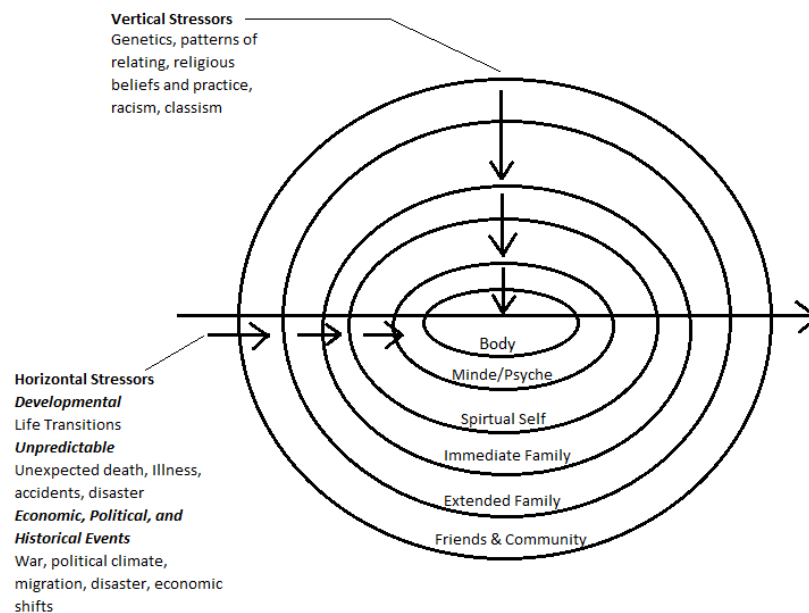 Vertical Stressors
Genetics, patterns of
relating, religious
beliefs and practice,
racism, classism
Body
Minde/Psyche
Spirtual Self
Immediate Family
Extended Family
Friends & Community
Horizontal Stressors
Developmental
Life Transitions
Unpredictable
Unexpected death, Illness,
accidents, disaster
Economic, Political, and
Historical Events
War, political climate,
migration, disaster, economic
shifts